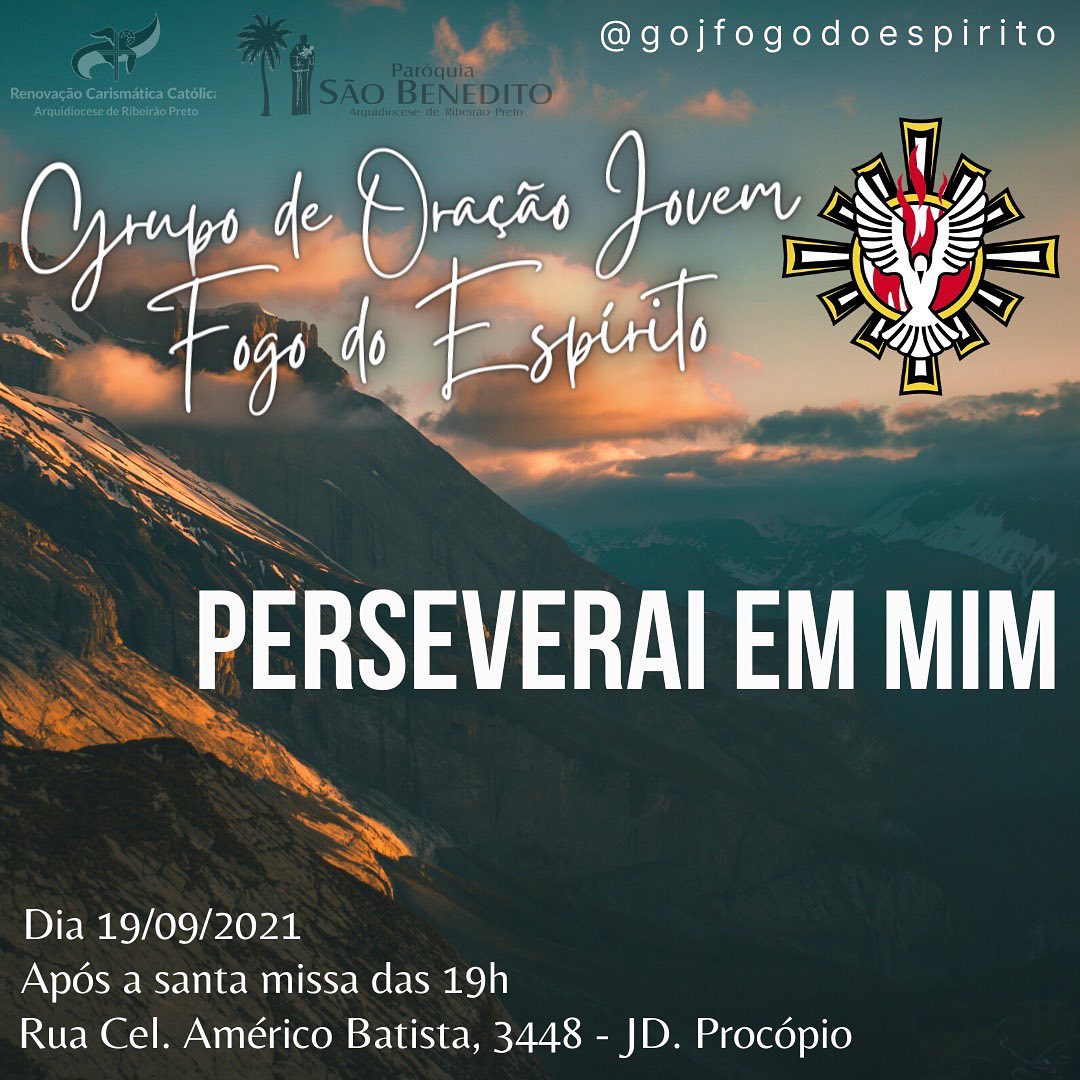 @gojfogodoespirito
Renovação Carismática Católica
Arquidiocese de Ribeirão Preto
Paróquia
SÃO BENEDITO
Arquidiocese de Ribeirão Preto
Grupo de Oração Jovem
Fogo do Espírito
PERSEVERAI EM MIM
Dia 19/09/2021
Após a santa missa das 19h
Rua Cel. Américo Batista, 3448 - JD. Procópio